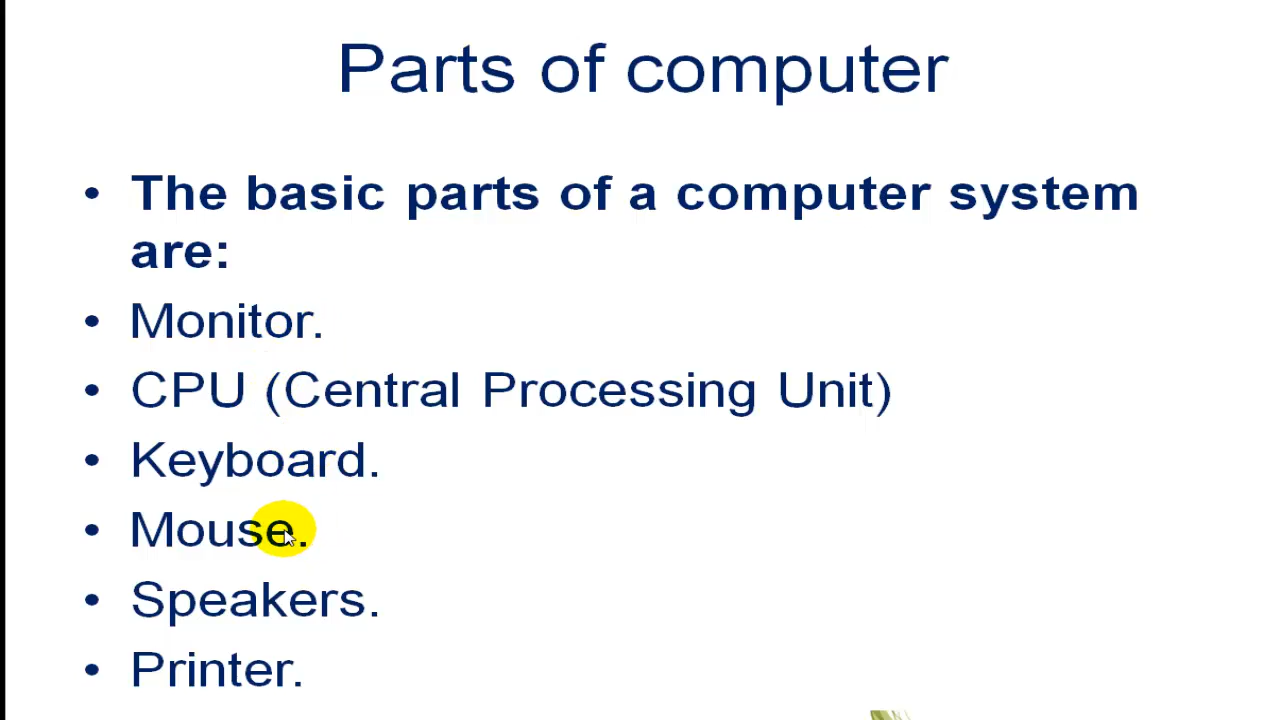 Parts of computer
• The basic parts of a computer system
are:
• Monitor.
• CPU (Central Processing Unit)
• Keyboard.
• Mouse.
• Speakers.
• Printer.